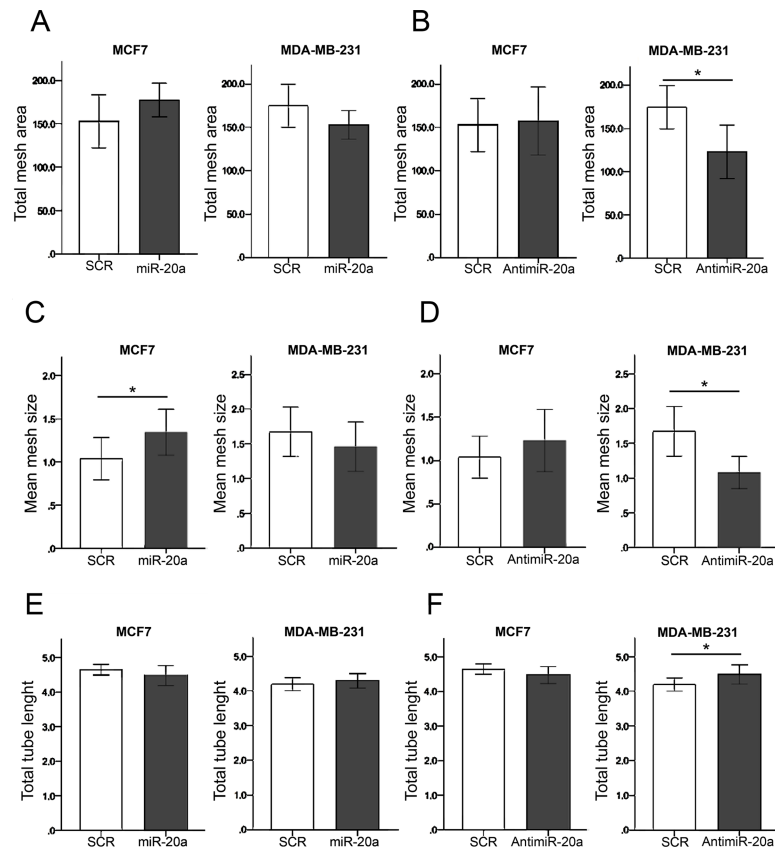 A
B
MCF7
MDA-MB-231
MCF7
MDA-MB-231
Total mesh area
200.0
150.0
100.0
50.0
.0
SCR
miR-20a
Total mesh area
200.0
150.0
100.0
50.0
.0
SCR
miR-20a
Total mesh area
200.0
150.0
100.0
50.0
.0
SCR
AntimiR-20a
Total mesh area
200.0
150.0
100.0
50.0
.0
*
SCR
AntimiR-20a
C
D
MCF7
MDA-MB-231
MCF7
MDA-MB-231
Mean mesh size
2.0
1.5
1.0
.5
.0
*
SCR
miR-20a
Mean mesh size
2.5
2.0
1.5
1.0
.5
.0
SCR
miR-20a
Mean mesh size
2.0
1.5
1.0
.5
.0
SCR
AntimiR-20a
Mean mesh size
2.5
2.0
1.5
1.0
.5
.0
*
SCR
AntimiR-20a
E
F
MCF7
MDA-MB-231
MCF7
MDA-MB-231
Total tube lenght
5.0
4.0
3.0
2.0
1.0
.0
SCR
miR-20a
Total tube lenght
5.0
4.0
3.0
2.0
1.0
.0
SCR
miR-20a
Total tube lenght
5.0
4.0
3.0
2.0
1.0
.0
SCR
AntimiR-20a
Total tube lenght
5.0
4.0
3.0
2.0
1.0
.0
*
SCR
AntimiR-20a